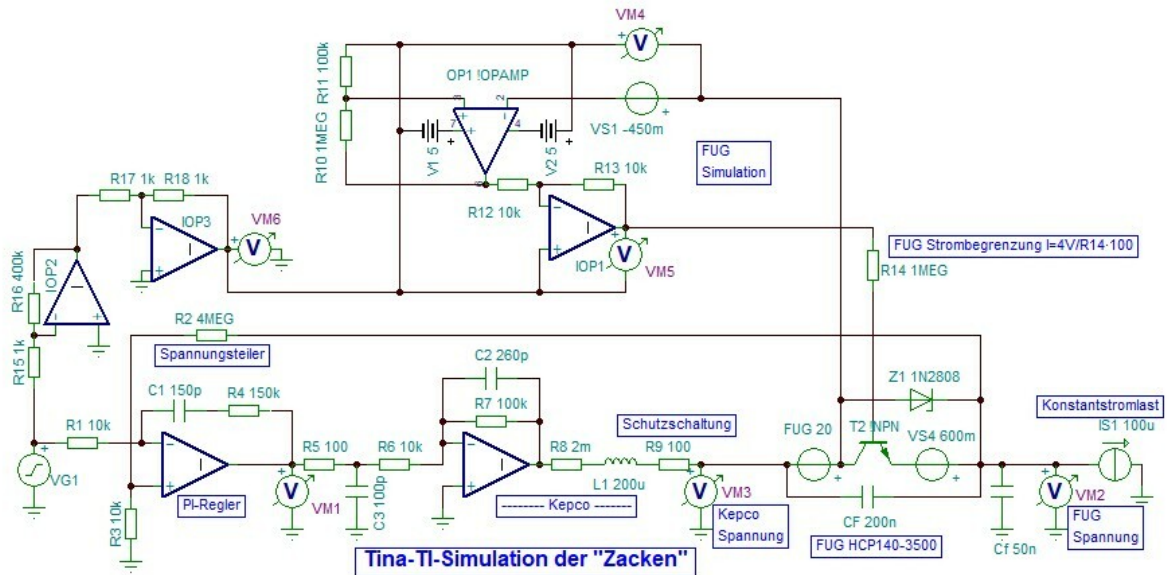 VM4
R11 100k
OP1 !OPAMP
VS1 -450m
R10 1MEG
V1 5
V2 5
FUG
Simulation
R13 10k
R12 10k
R17 1k
R18 1k
IOP3
VM6
IOP1
VM5
FUG Strombegrenzung I=4V/R14·100
R14 1MEG
R16 400k
IOP2
R15 1k
R2 4MEG
Spannungsteiler
C1 150p
R4 150k
C2 260p
R7 100k
Z1 1N2808
Konstantstromlast
IS1 100u
Schutzschaltung
FUG 20
T2 !NPN
VS4 600m
R1 10k
R5 100
R6 10k
R8 2m
R9 100
L1 200u
VG1
R3 10k
PI-Regler
VM1
C3 100p
-------- Kepco -------
VM3
Kepco
Spannung
CF 200n
FUG HCP140-3500
Cf 50n
VM2
FUG
Spannung
Tina-TI-Simulation der "Zacken"